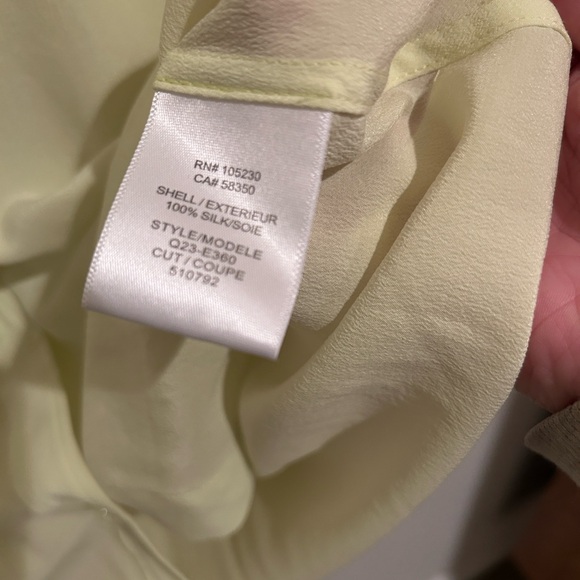 RN# 105230
CA# 58350
SHELL / EXTERIEUR
100% SILK/SOIE
STYLE/MODELE
Q23-E360
CUT / COUPE
510792